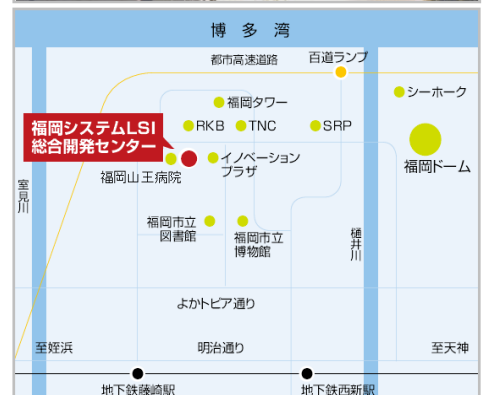 博多湾
都市高速道路
百道ランプ
シーホーク
福岡タワー
RKB
TNC
SRP
福岡システムLSI
総合開発センター
福岡ドーム
イノベーション
プラザ
福岡山王病院
室見川
福岡市立
図書館
福岡市立
博物館
樋井川
よかトピア通り
至姪浜
明治通り
至天神
地下鉄藤崎駅
地下鉄西新駅